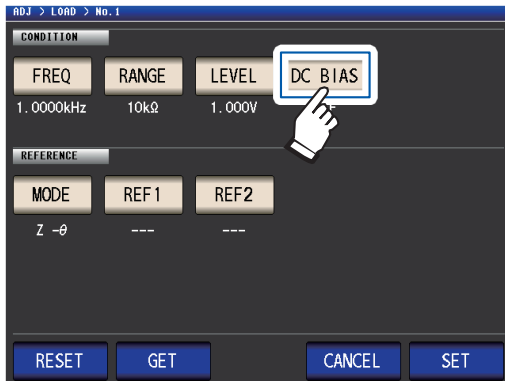 ADJ > LOAD > No.1
CONDITION
FREQ RANGE LEVEL DC BIAS
1.0000kHz 10kΩ 1.000V
REFERENCE
MODE REF1 REF2
Z -θ --- ---
RESET GET CANCEL SET